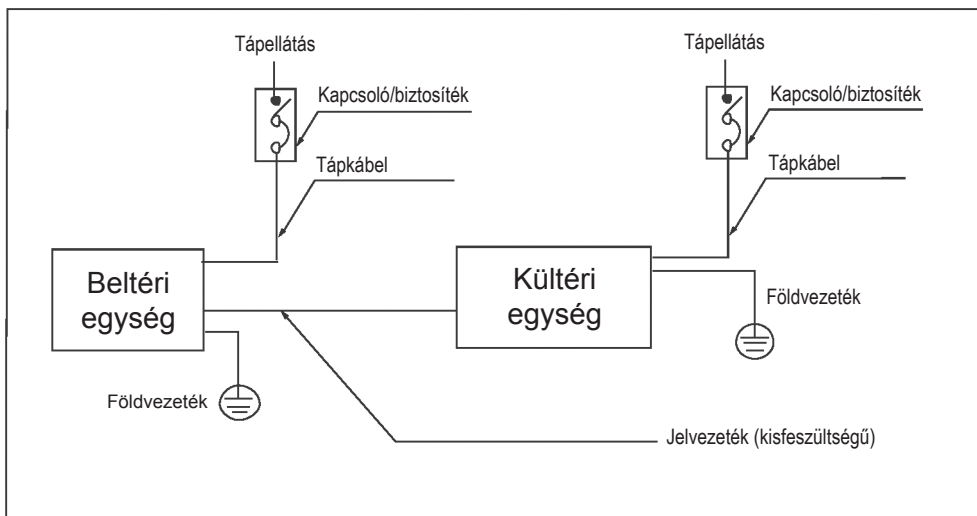 Tápellátás
Tápellátás
Kapcsoló/biztosíték
Kapcsoló/biztosíték
Tápkábel
Tápkábel
Beltéri
egység
Kültéri
egység
Földvezeték
Földvezeték
Jelvezeték (kisfeszültségű)